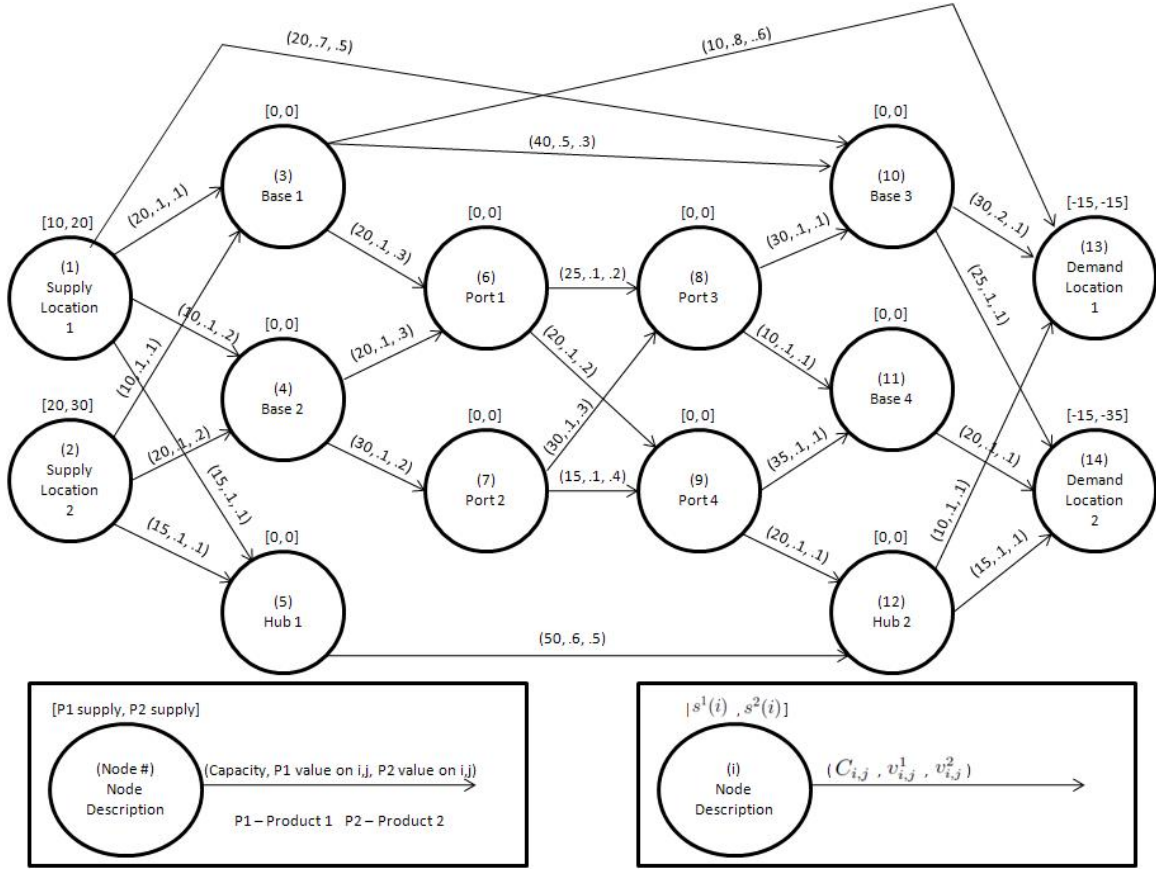 (20, .7, .5)
(10, .8, ..6)
[0, 0]
[0, 0]
(40, .5, .3)
(3)
Base 1
(10)
Base 3
(20, .1, .1)
[10, 20]
[-15, -15]
(30, .2, .1)
[0, 0]
[0, 0]
(20, .1, .3)
(30, .1, .1)
(1)
Supply
Location
1
(6)
Port 1
(25, .1, .2)
(8)
Port 3
(13)
Demand
Location
1
(25, .1, .1)
(10, .1, .2)
[0, 0]
[0, 0]
(20, .1, .3)
(20, .1, .2)
(10, .1, .1)
(10, .1, .1)
(4)
Base 2
(11)
Base 4
[20, 30]
[0, 0]
[0, 0]
[-15, -35]
(20, .1, .2)
(30, .1, .3)
(20, .1, .1)
(2)
Supply
Location
2
(30, .1, .2)
(7)
Port 2
(15, .1, .4)
(9)
Port 4
(35, .1, .1)
(14)
Demand
Location
2
(15, .1, .1)
(10, .1, .1)
(15, .1, .1)
[0, 0]
[0, 0]
(20, .1, .1)
(15, .1, .1)
(5)
Hub 1
(12)
Hub 2
(50, .6, .5)
[P1 supply, P2 supply]
(Node #)
Node
Description
(Capacity, P1 value on i,j, P2 value on i,j)
P1 – Product 1 P2 – Product 2
[s¹(i) , s²(i)]
(i)
Node
Description
( C_{i,j} , v¹_{i,j} , v²_{i,j} )